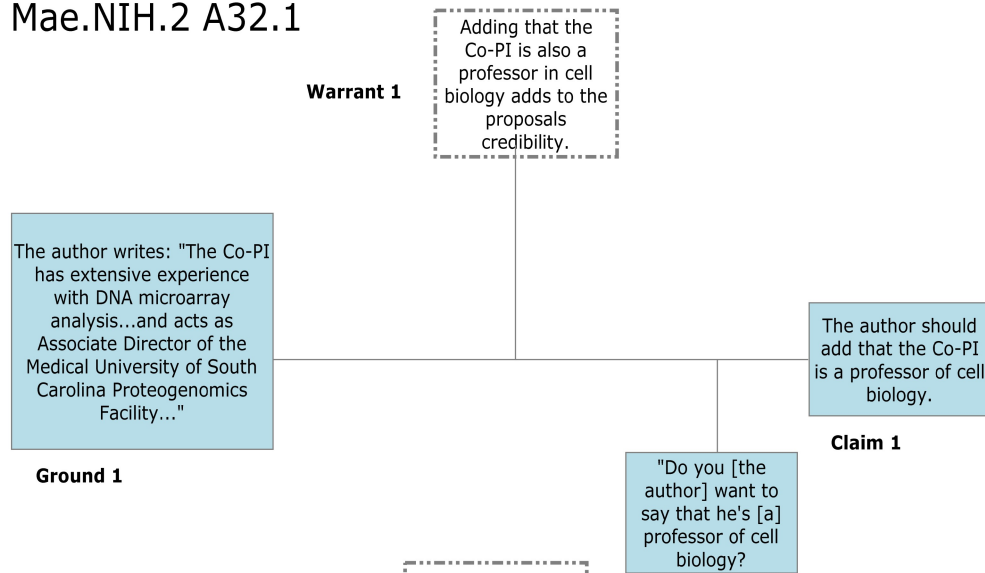 Mae.NIH.2 A32.1
Adding that the
Co-PI is also a
professor in cell
biology adds to the
proposals
credibility.
Warrant 1
The author writes: "The Co-PI
has extensive experience
with DNA microarray
analysis...and acts as
Associate Director of the
Medical University of South
Carolina Proteogenomics
Facility..."
Ground 1
The author should
add that the Co-PI
is a professor of cell
biology.
Claim 1
"Do you [the
author] want to
say that he's [a]
professor of cell
biology?